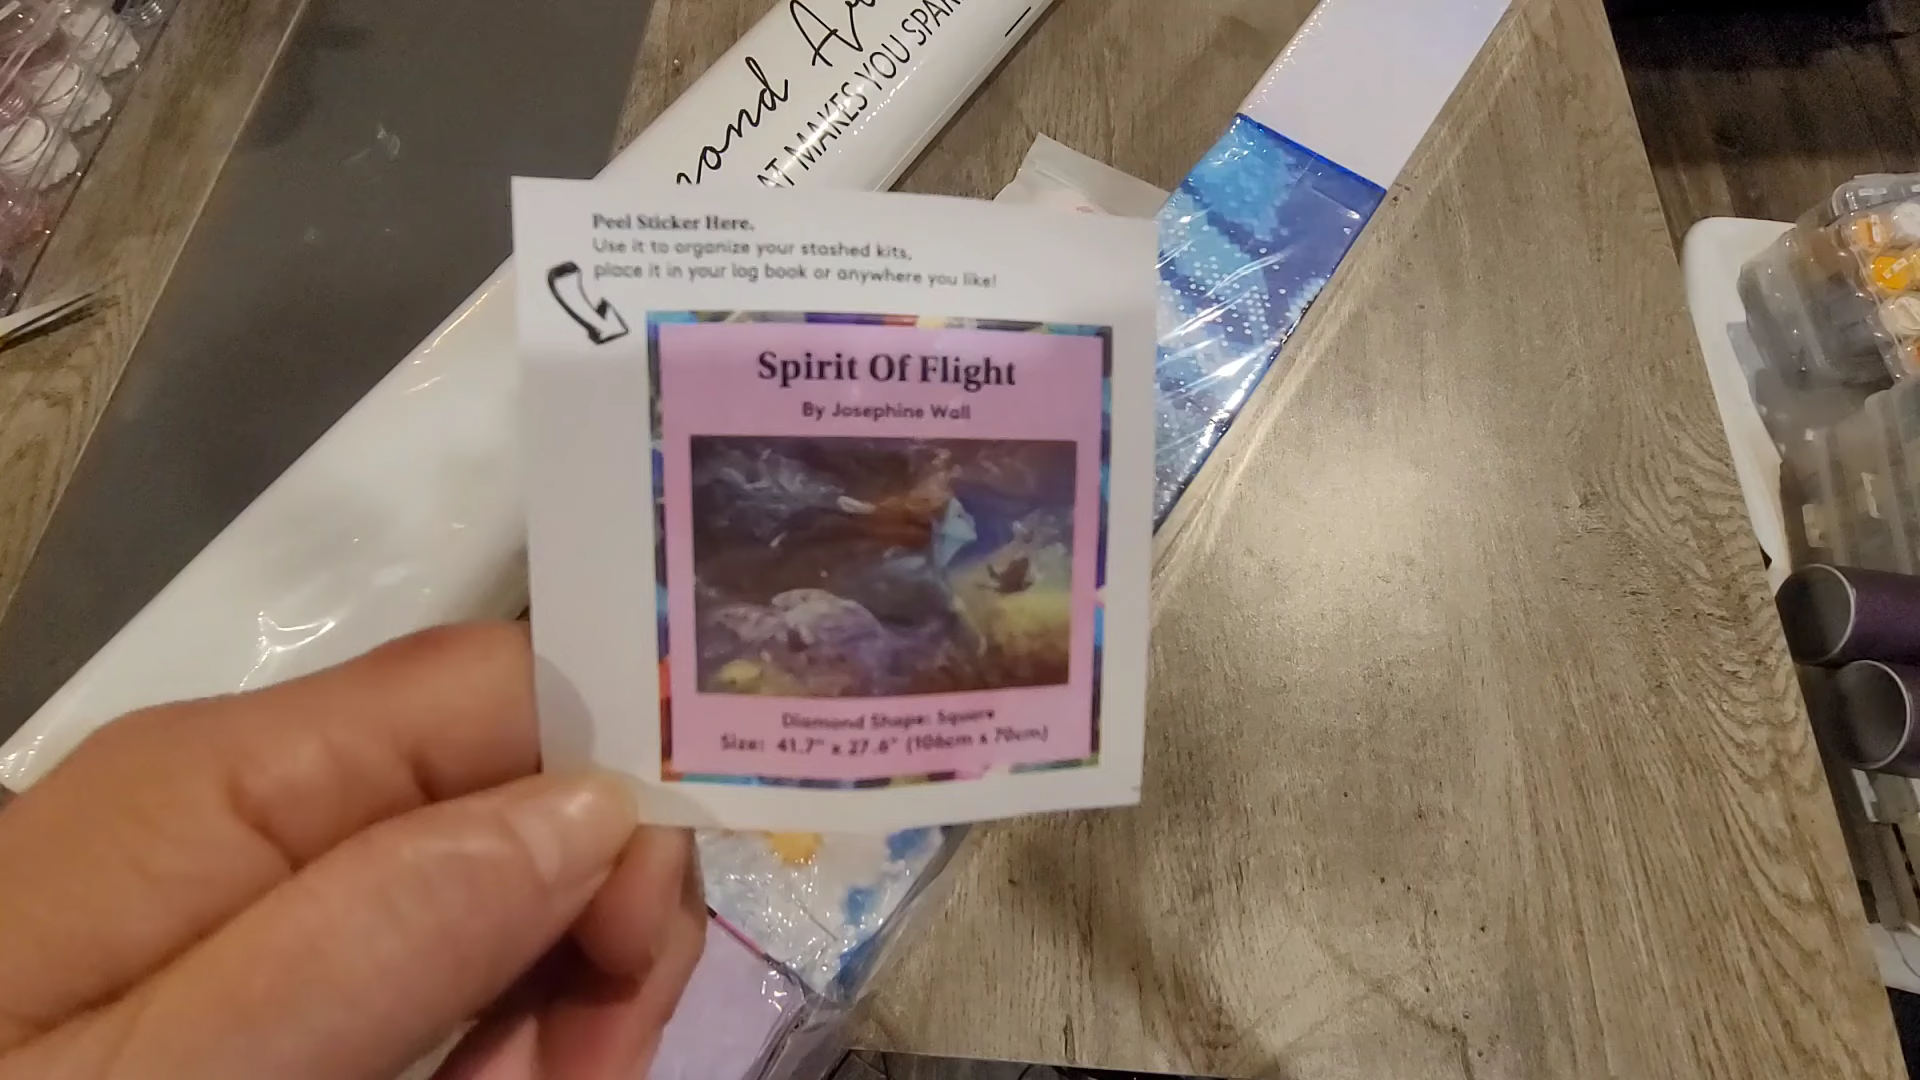 ond Ar
AT MAKES YOU SPAR
Peel Sticker Here.
Use it to organize your stashed kits,
place it in your log book or anywhere you like!
Spirit Of Flight
By Josephine Wall
Diamond Shape: Square
Size: 41.7" x 27.6" (106cm x 70cm)